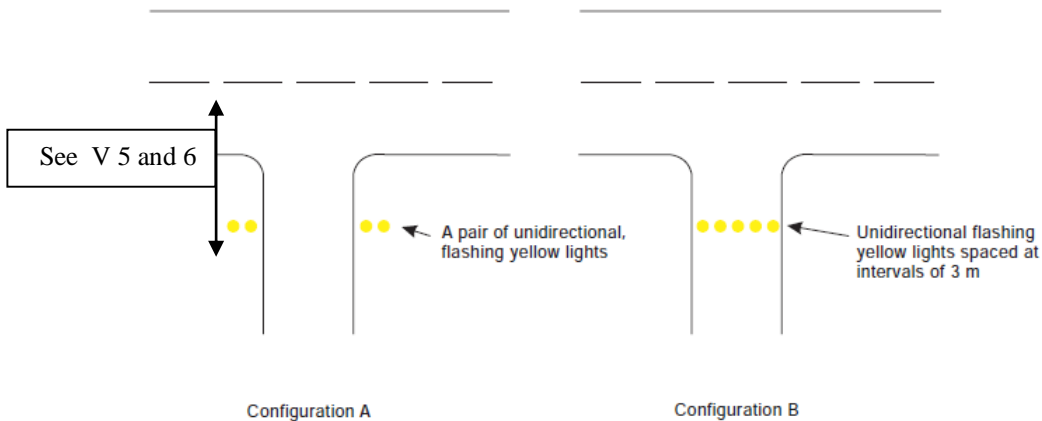 See V 5 and 6
A pair of unidirectional,
flashing yellow lights
Unidirectional flashing
yellow lights spaced at
intervals of 3 m
Configuration A
Configuration B